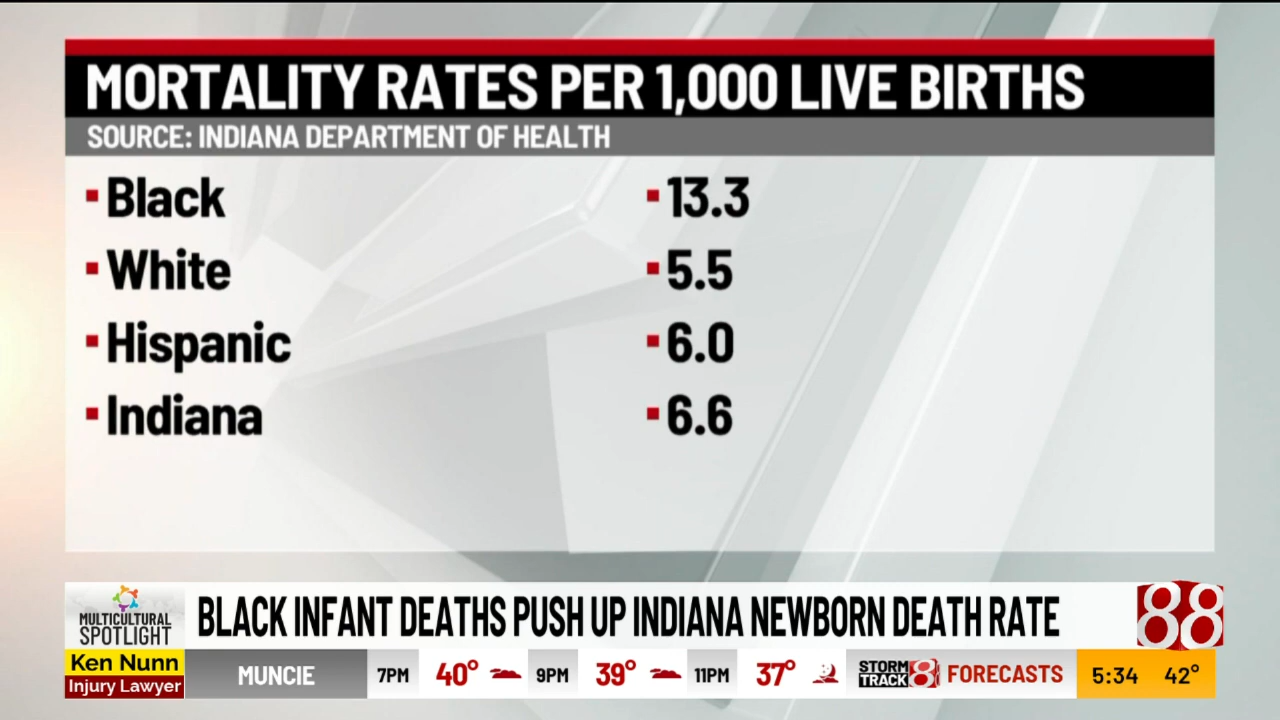 MORTALITY RATES PER 1,000 LIVE BIRTHS
SOURCE: INDIANA DEPARTMENT OF HEALTH
Black 13.3
White 5.5
Hispanic 6.0
Indiana 6.6
MULTICULTURAL
SPOTLIGHT
BLACK INFANT DEATHS PUSH UP INDIANA NEWBORN DEATH RATE
88
Ken Nunn
Injury Lawyer
MUNCIE 7PM 40° 9PM 39° 11PM 37°
STORM
TRACK 8 FORECASTS
5:34 42°